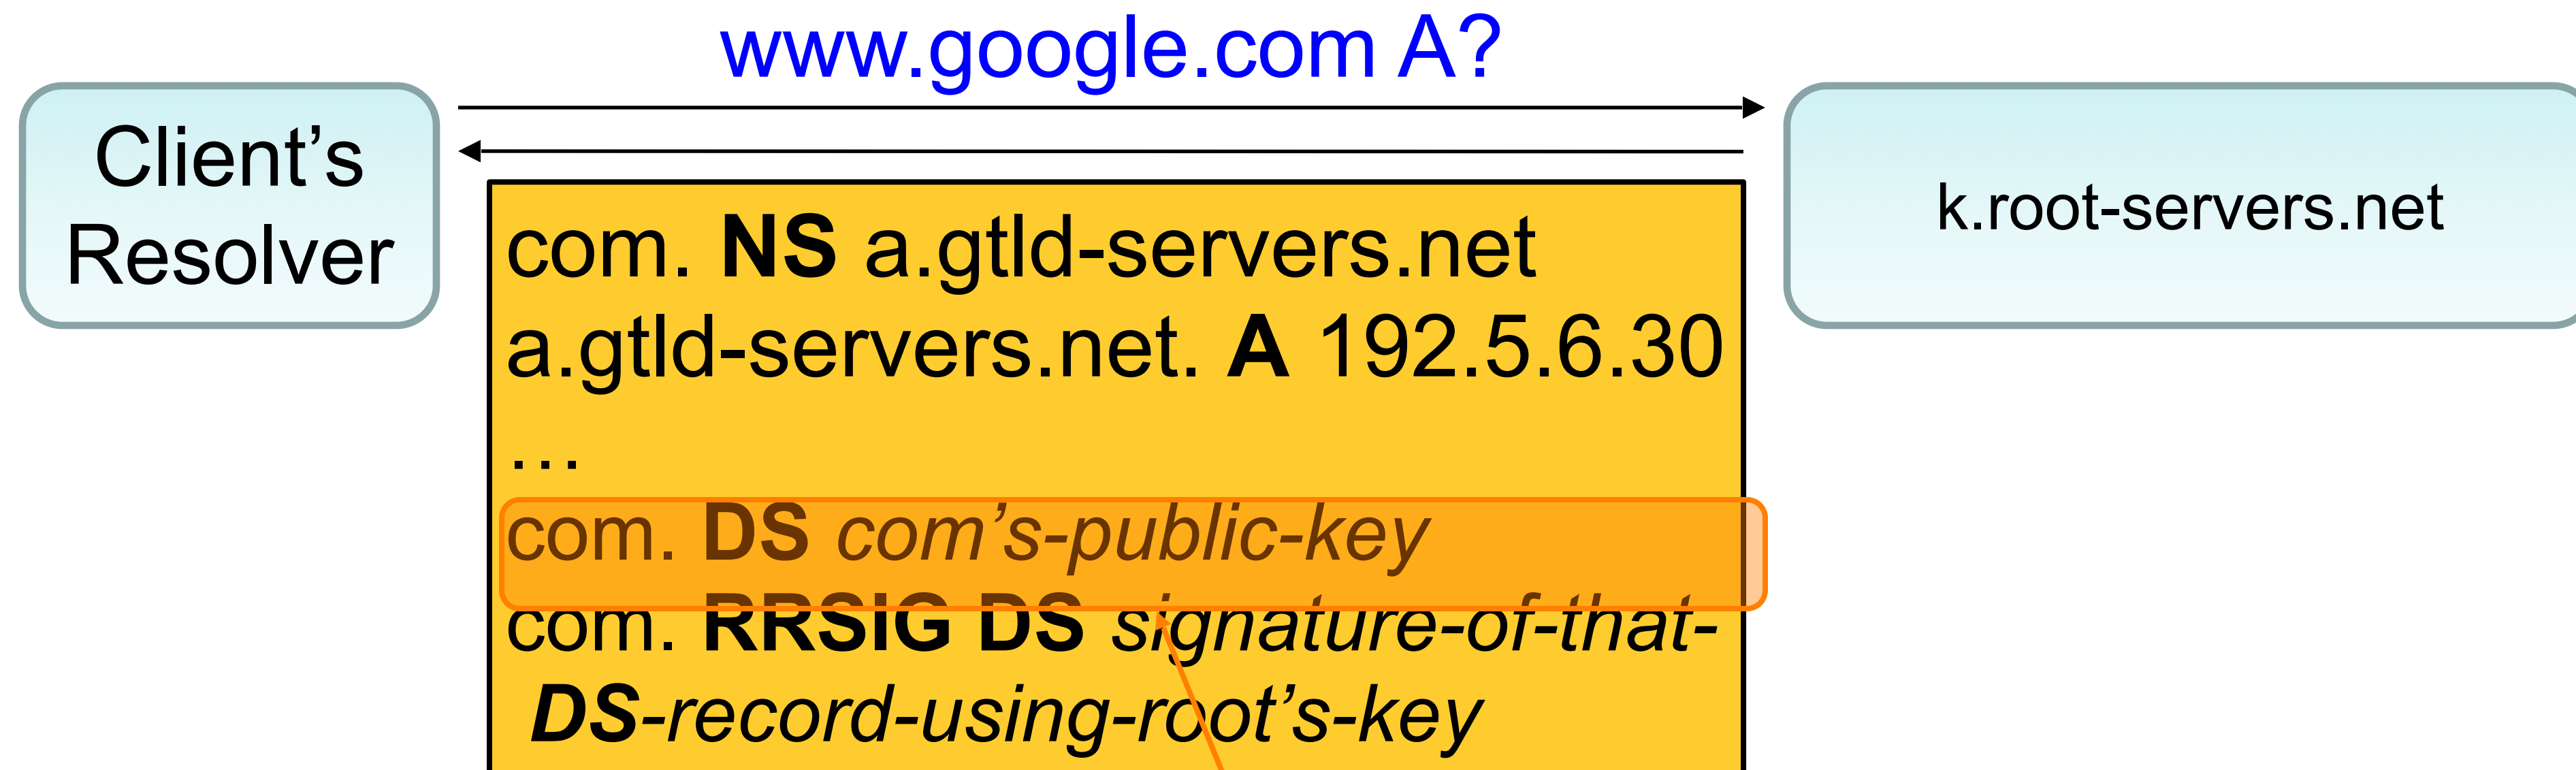 www.google.com A?
Client’s
Resolver
k.root-servers.net
com. NS a.gtld-servers.net
a.gtld-servers.net. A 192.5.6.30
…
com. DS com’s-public-key
com. RRSIG DS signature-of-that-
DS-record-using-root’s-key